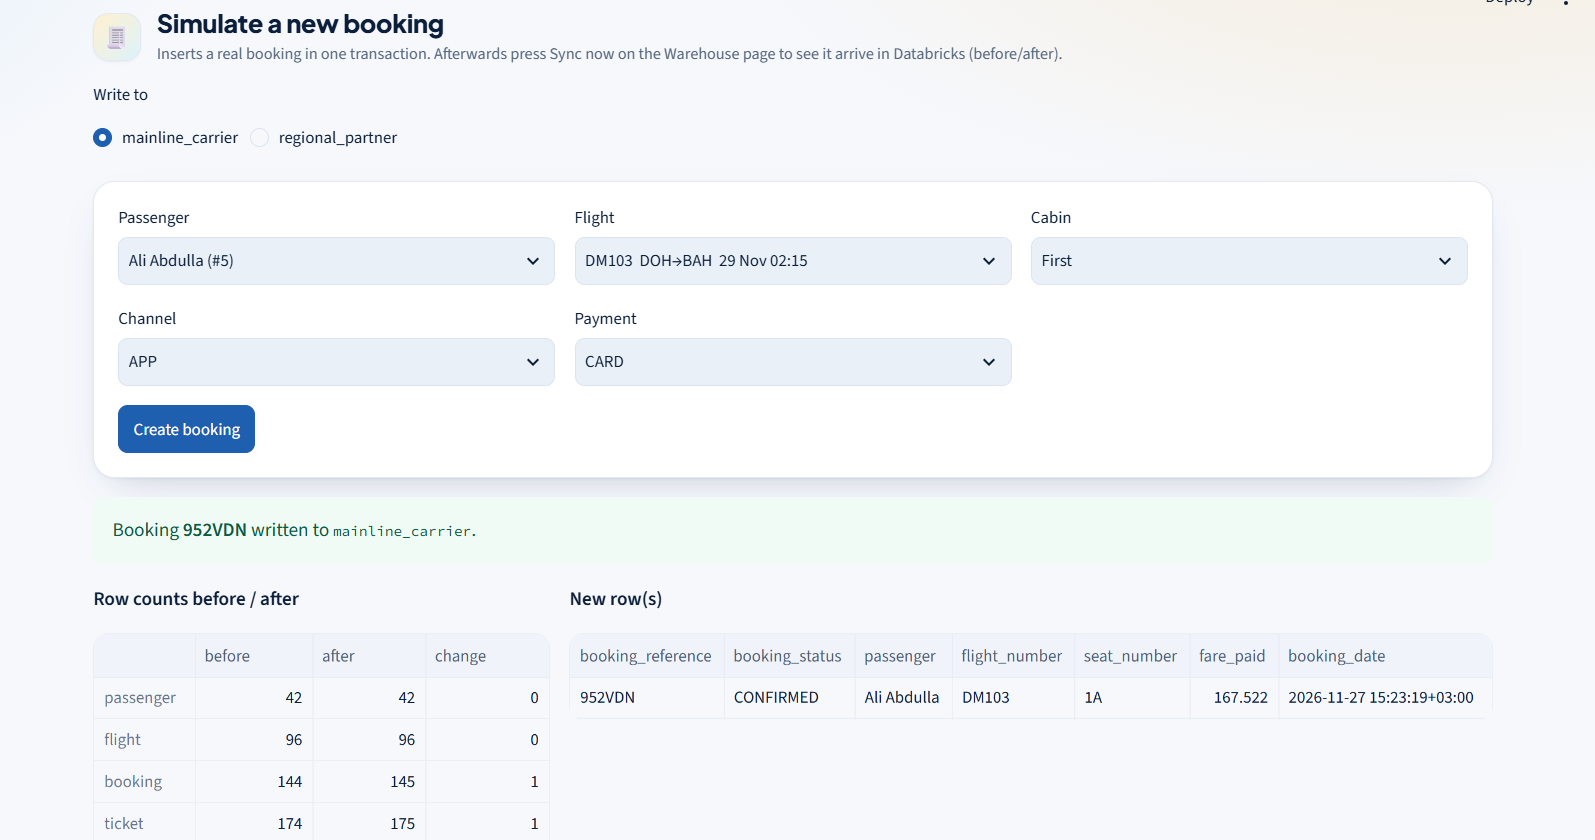 Deploy
Simulate a new booking
Inserts a real booking in one transaction. Afterwards press Sync now on the Warehouse page to see it arrive in Databricks (before/after).
Write to
mainline_carrier regional_partner
Passenger Flight Cabin
Ali Abdulla (#5) DM103 DOH→BAH 29 Nov 02:15 First
Channel Payment
APP CARD
Create booking
Booking 952VDN written to mainline_carrier.
Row counts before / after
before after change
passenger 42 42 0
flight 96 96 0
booking 144 145 1
ticket 174 175 1
New row(s)
booking_reference booking_status passenger flight_number seat_number fare_paid booking_date
952VDN CONFIRMED Ali Abdulla DM103 1A 167.522 2026-11-27 15:23:19+03:00